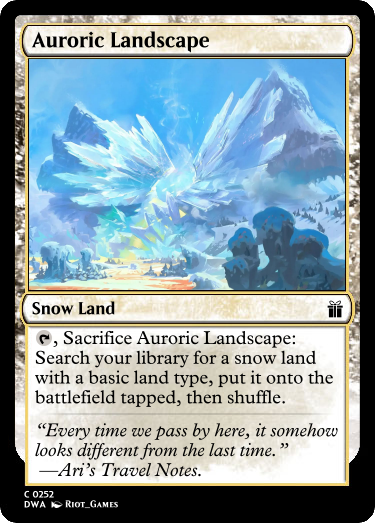 Auroric Landscape
Snow Land
, Sacrifice Auroric Landscape:
Search your library for a snow land
with a basic land type, put it onto the
battlefield tapped, then shuffle.
“Every time we pass by here, it somehow
looks different from the last time.”
—Ari’s Travel Notes.
C 0252
DWA Riot_Games